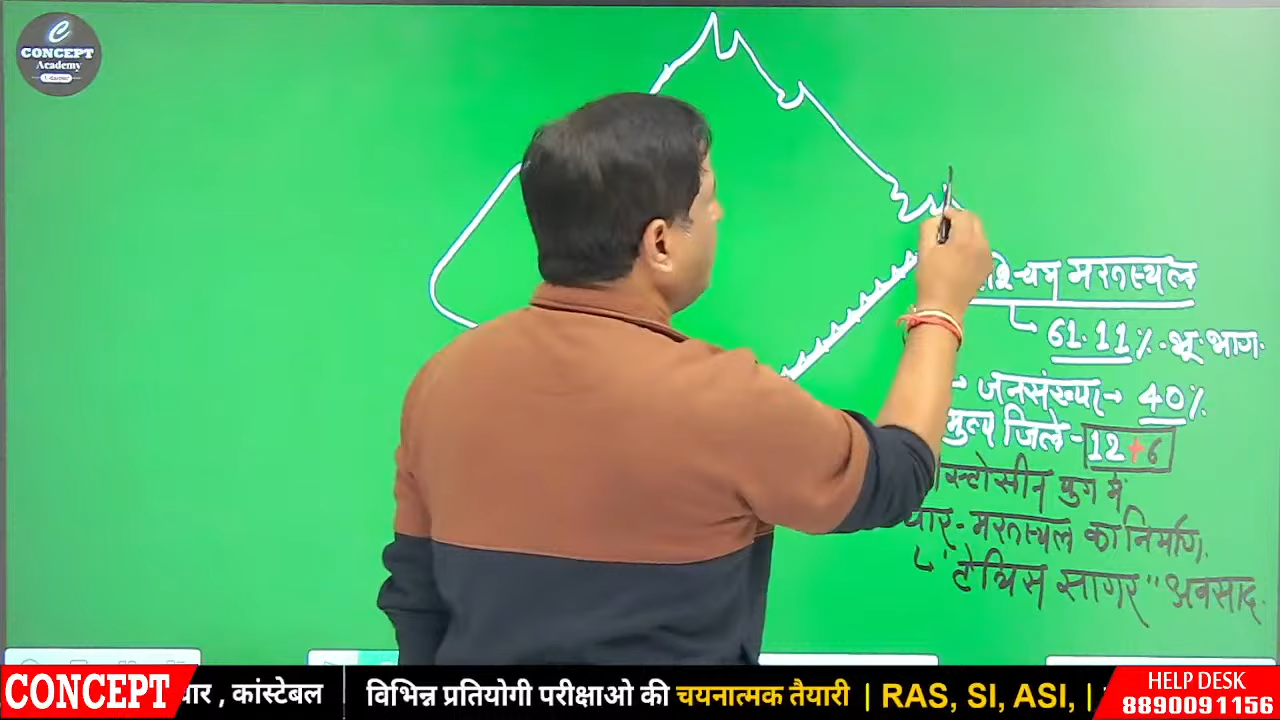 CONCEPT
Academy
मरुस्थल
61.11% भू-भाग
जनसंख्या → 40%
जिले - 12+6
युग में
मरुस्थल का निर्माण
"टेथिस सागर" अवसाद
CONCEPT
, कांस्टेबल
विभिन्न प्रतियोगी परीक्षाओ की चयनात्मक तैयारी | RAS, SI, ASI, |
HELP DESK
8890091156